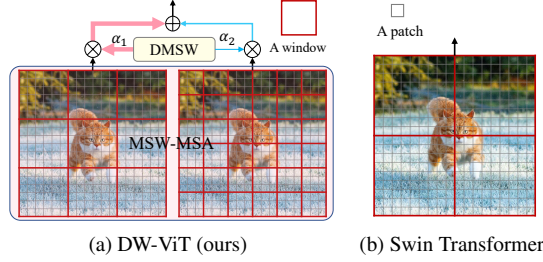 α1
DMSW
α2
A window
A patch
MSW-MSA
(a) DW-ViT (ours)
(b) Swin Transformer